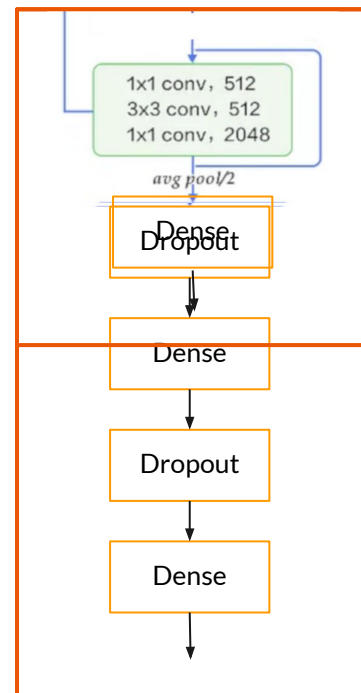 1x1 conv, 512
3x3 conv, 512
1x1 conv, 2048
avg pool/2
Dense
Dropout
Dense
Dropout
Dense